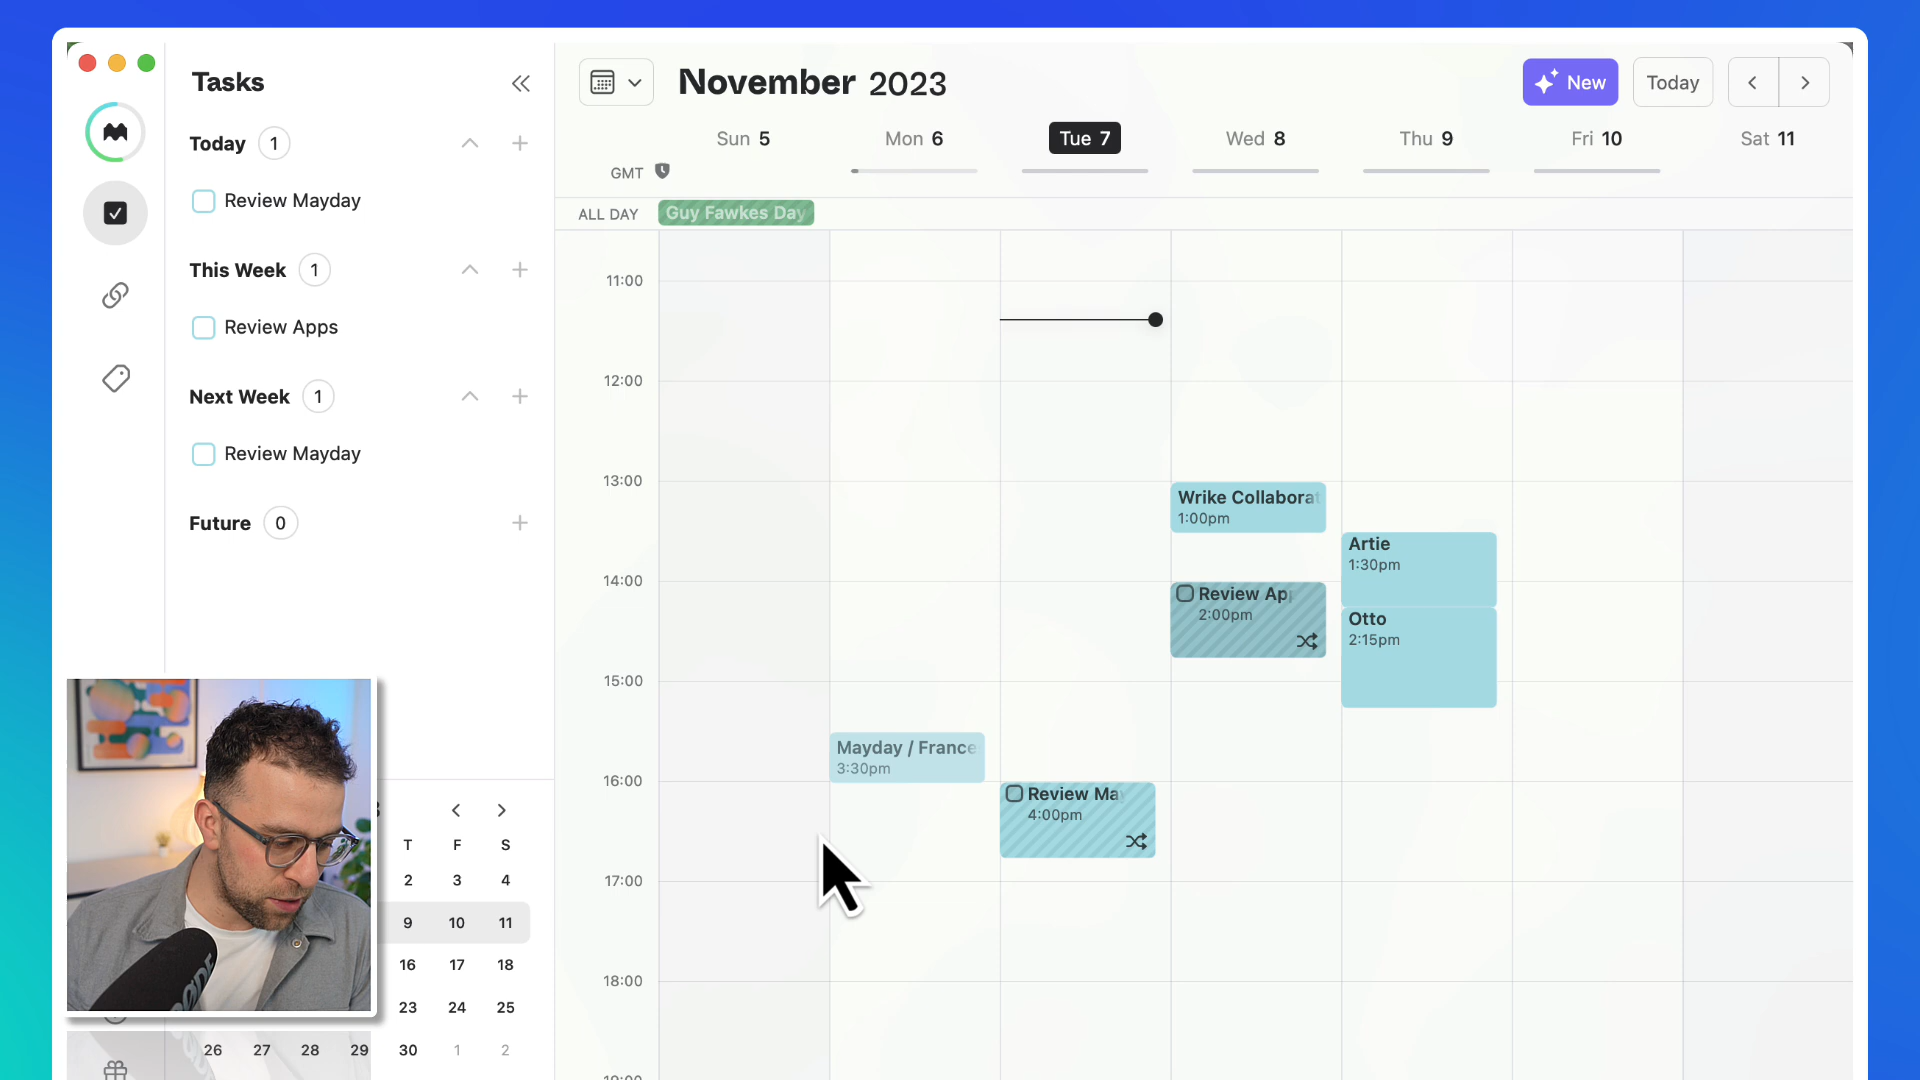 Tasks
Today 1
Review Mayday
This Week 1
Review Apps
Next Week 1
Review Mayday
Future 0
November 2023
New
Today
Sun 5
Mon 6
Tue 7
Wed 8
Thu 9
Fri 10
Sat 11
GMT
ALL DAY
Guy Fawkes Day
11:00
12:00
13:00
14:00
15:00
16:00
17:00
18:00
Mayday / France
3:30pm
Review Ma
4:00pm
Wrike Collaborat
1:00pm
Review Ap
2:00pm
Artie
1:30pm
Otto
2:15pm
T F S
2 3 4
9 10 11
16 17 18
23 24 25
26 27 28 29 30 1 2